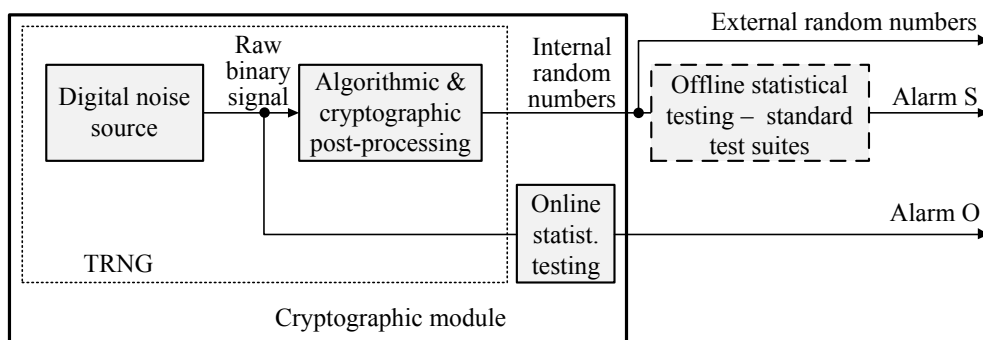 Digital noise
source
Raw
binary
signal
Algorithmic &
cryptographic
post-processing
Internal
random
numbers
External random numbers
Offline statistical
testing – standard
test suites
Alarm S
Online
statist.
testing
Alarm O
TRNG
Cryptographic module